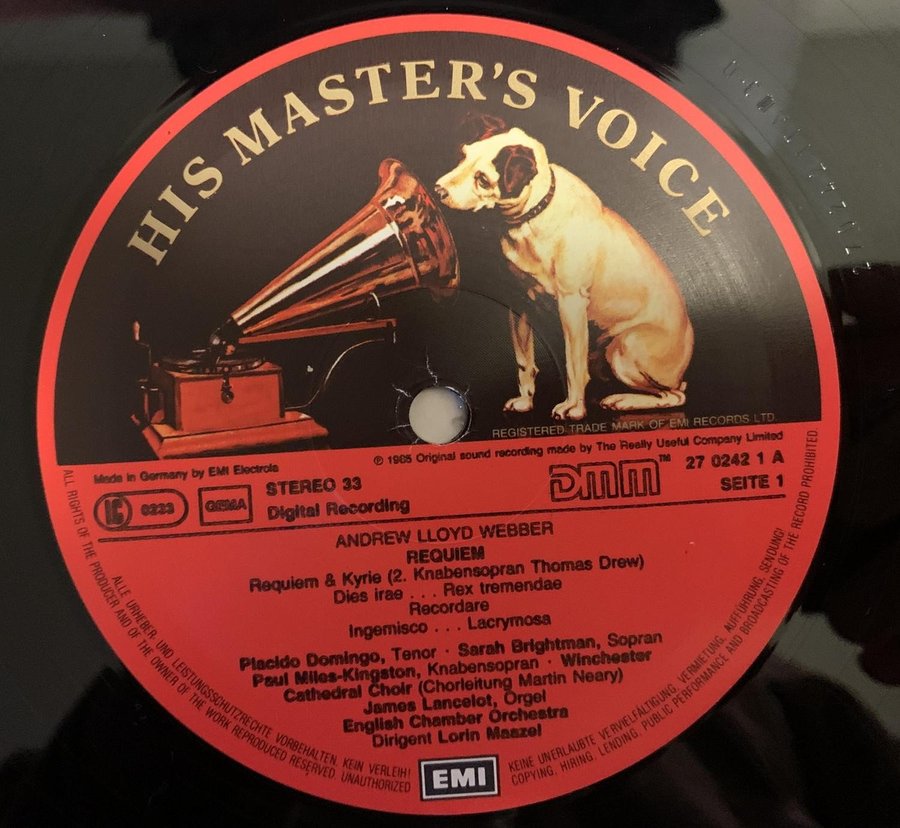 HIS MASTER'S VOICE
REGISTERED TRADE MARK OF EMI RECORDS LTD.
Made in Germany by EMI Electrola
℗ 1985 Original sound recording made by The Really Useful Company Limited
LC 0233
GEMA
STEREO 33
Digital Recording
DMM™
27 0242 1 A
SEITE 1
ANDREW LLOYD WEBBER
REQUIEM
Requiem & Kyrie (2. Knabensopran Thomas Drew)
Dies irae . . . Rex tremendae
Recordare
Ingemisco . . . Lacrymosa
Placido Domingo, Tenor · Sarah Brightman, Sopran
Paul Miles-Kingston, Knabensopran · Winchester
Cathedral Choir (Chorleitung Martin Neary)
James Lancelot, Orgel
English Chamber Orchestra
Dirigent Lorin Maazel
EMI
ALLE URHEBER- UND LEISTUNGSSCHUTZRECHTE VORBEHALTEN. KEIN VERLEIH! KEINE UNERLAUBTE VERVIELFÄLTIGUNG, VERMIETUNG, AUFFÜHRUNG, SENDUNG!
ALL RIGHTS OF THE PRODUCER AND OF THE OWNER OF THE WORK REPRODUCED RESERVED. UNAUTHORIZED COPYING, HIRING, LENDING, PUBLIC PERFORMANCE AND BROADCASTING OF THE RECORD PROHIBITED.